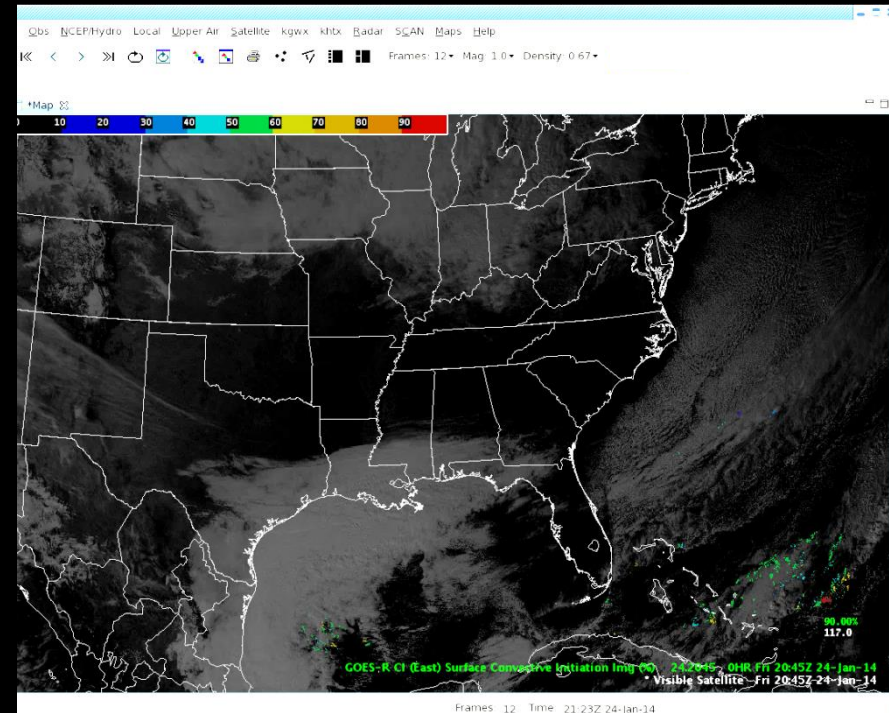 Obs NCEP/Hydro Local Upper Air Satellite kgwx khtx Radar SCAN Maps Help
Frames: 12 Mag: 1.0 Density: 0.67
*Map
10 20 30 40 50 60 70 80 90
90.00%
117.0
GOES-R CI (East) Surface Convective Initiation Img (%) 24.2045 0HR Fri 20:45Z 24-Jan-14
* Visible Satellite Fri 20:45Z 24-Jan-14
Frames 12 Time 21:23Z 24-Jan-14